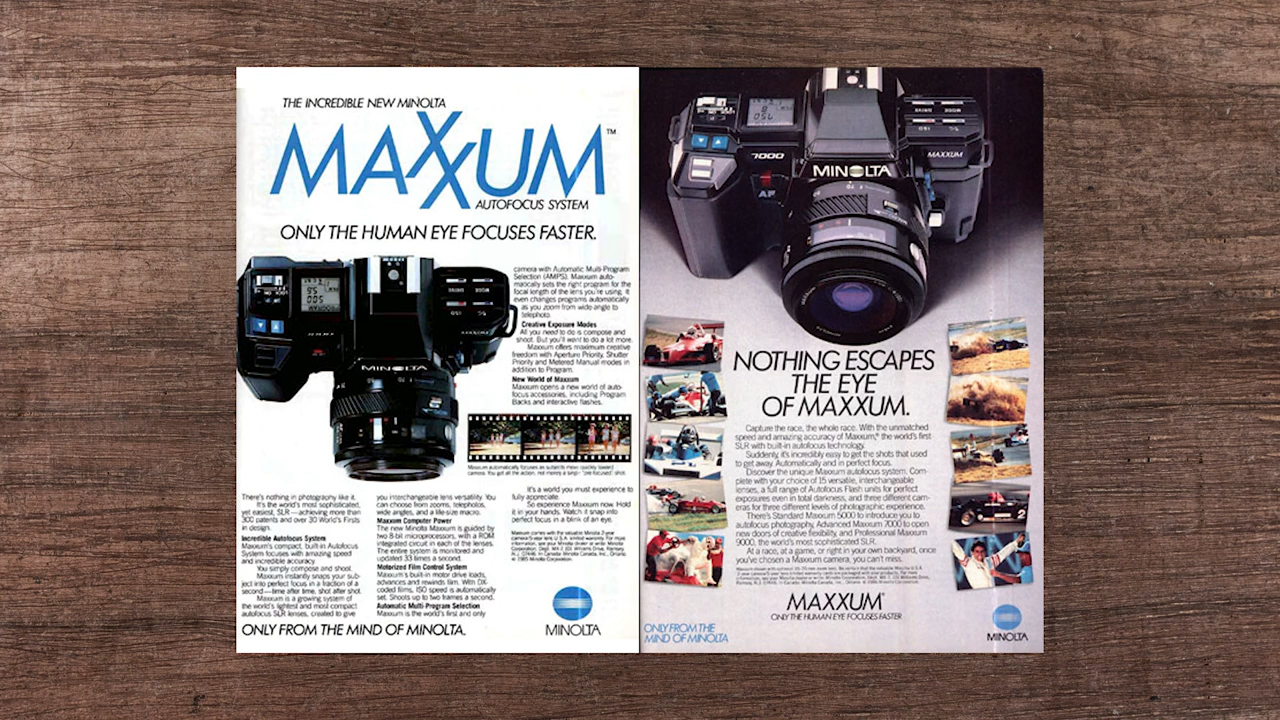 THE INCREDIBLE NEW MINOLTA
MAXXUM™
AUTOFOCUS SYSTEM
ONLY THE HUMAN EYE FOCUSES FASTER.
MINOLTA
camera with Automatic Multi-Program
Selection (AMPS). Maxxum auto-
matically sets the right program for the
focal length of the lens you're using. It
even changes programs automatically
as you zoom from wide-angle to
telephoto.
Creative Exposure Modes
All you need to do is compose and
shoot. But you'll want to do a lot more.
Maxxum offers maximum creative
freedom with Aperture Priority, Shutter
Priority and Metered Manual modes in
addition to Program.
New World of Maxxum
Maxxum opens a new world of auto-
focus accessories, including Program
Backs and interactive flashes.
Maxxum automatically focuses as subjects move quickly toward
camera. You get all the action, not merely a single "pre-focused" shot.
There's nothing in photography like it.
It's the world's most sophisticated,
yet easiest, SLR—achieving more than
300 patents and over 30 World's Firsts
in design.
Incredible Autofocus System
Maxxum's compact, built-in Autofocus
System focuses with amazing speed
and incredible accuracy.
You simply compose and shoot.
Maxxum instantly snaps your sub-
ject into perfect focus in a fraction of a
second—time after time, shot after shot.
Maxxum is a growing system of
the world's lightest and most compact
autofocus SLR lenses, created to give
you interchangeable lens versatility. You
can choose from zooms, telephotos,
wide angles, and a life-size macro.
Maxxum Computer Power
The new Minolta Maxxum is guided by
two 8-bit microprocessors, with a ROM
integrated circuit in each of the lenses.
The entire system is monitored and
updated 33 times a second.
Motorized Film Control System
Maxxum's built-in motor drive loads,
advances and rewinds film. With DX-
coded films, ISO speed is automatically
set. Shoots up to two frames a second.
Automatic Multi-Program Selection
Maxxum is the world's first and only
It's a world you must experience to
fully appreciate.
So experience Maxxum now. Hold
it in your hands. Watch it snap into
perfect focus in a blink of an eye.
ONLY FROM THE MIND OF MINOLTA.
MINOLTA
7000
MAXXUM
MINOLTA
AF
NOTHING ESCAPES
THE EYE
OF MAXXUM.
Capture the race, the whole race. With the unmatched
speed and amazing accuracy of Maxxum,® the world's first
SLR with built-in autofocus technology.
Suddenly, it's incredibly easy to get the shots that used
to get away. Automatically and in perfect focus.
Discover the unique Maxxum autofocus system. Com-
plete with your choice of 15 versatile, interchangeable
lenses, a full range of Autofocus Flash units for perfect
exposures even in total darkness, and three different cam-
eras for three different levels of photographic experience.
There's Standard Maxxum 5000 to introduce you to
autofocus photography, Advanced Maxxum 7000 to open
new doors of creative flexibility, and Professional Maxxum
9000, the world's most sophisticated SLR.
At a race, at a game, or right in your own backyard, once
you've chosen a Maxxum camera, you can't miss.
MAXXUM®
ONLY THE HUMAN EYE FOCUSES FASTER
ONLY FROM THE
MIND OF MINOLTA
MINOLTA